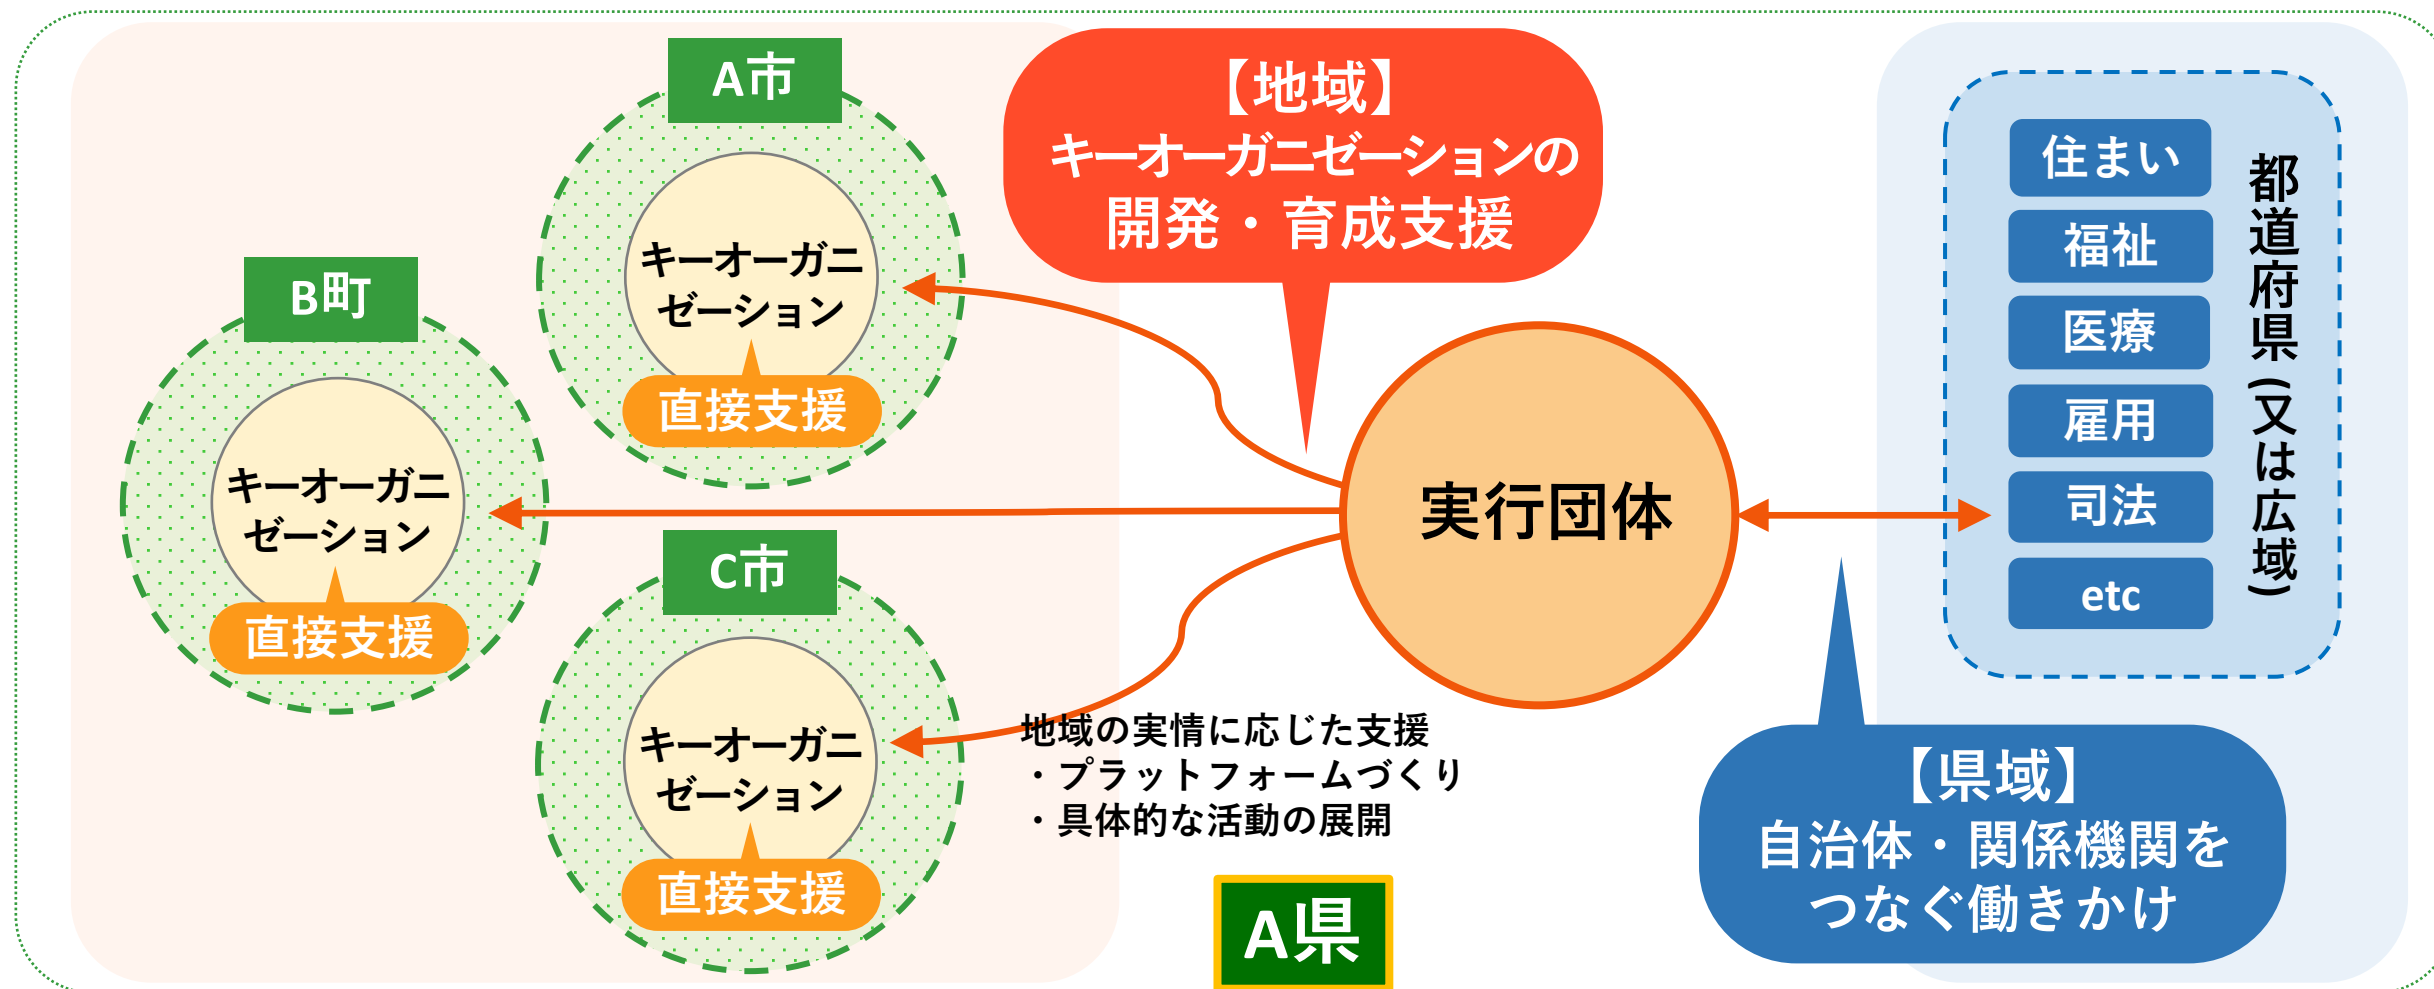 A市
キーオーガニ
ゼーション
直接支援
B町
キーオーガニ
ゼーション
直接支援
C市
キーオーガニ
ゼーション
直接支援
【地域】
キーオーガニゼーションの
開発・育成支援
実行団体
地域の実情に応じた支援
・プラットフォームづくり
・具体的な活動の展開
A県
住まい
福祉
医療
雇用
司法
etc
都道府県(又は広域)
【県域】
自治体・関係機関を
つなぐ働きかけ